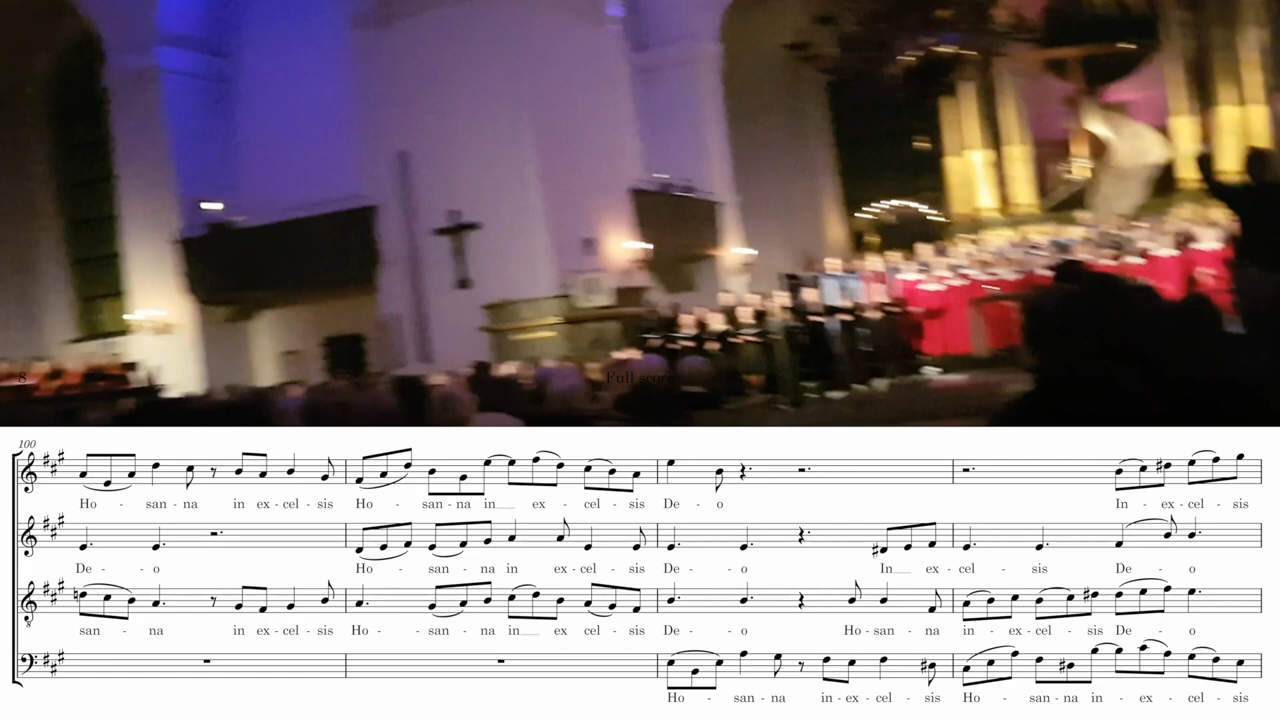 8
Full score
100
Ho - san - na in ex - cel - sis Ho - san - na in ex - cel - sis De - o In - ex - cel - sis
De - o Ho - san - na in ex - cel - sis De - o In ex - cel - sis De - o
san - na in ex - cel - sis Ho - san - na in ex cel - sis De - o Ho - san - na in - ex - cel - sis De - o
Ho - san - na in - ex - cel - sis Ho - san - na in - ex - cel - sis